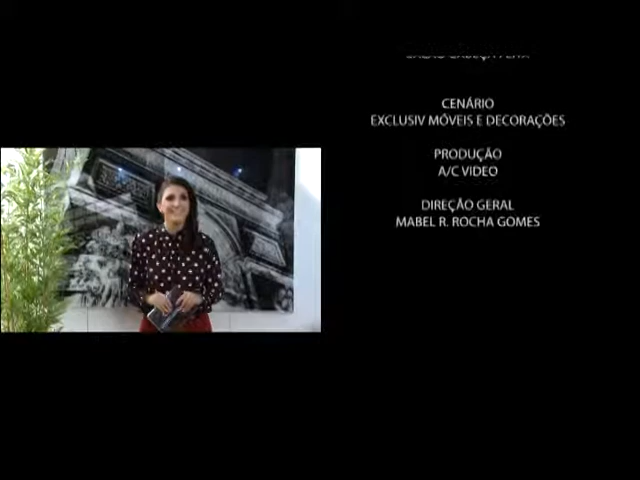 CENÁRIO
EXCLUSIV MÓVEIS E DECORAÇÕES
PRODUÇÃO
A/C VIDEO
DIREÇÃO GERAL
MABEL R. ROCHA GOMES